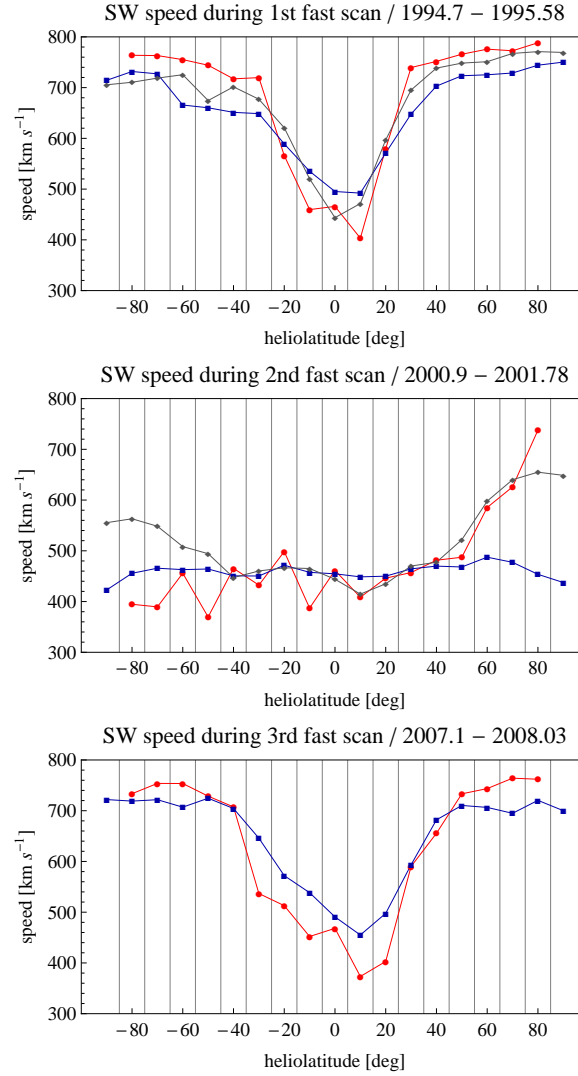 SW speed during 1st fast scan / 1994.7 − 1995.58
800
700
600
500
400
300
speed [km s⁻¹]
−80 −60 −40 −20 0 20 40 60 80
heliolatitude [deg]
SW speed during 2nd fast scan / 2000.9 − 2001.78
800
700
600
500
400
300
speed [km s⁻¹]
−80 −60 −40 −20 0 20 40 60 80
heliolatitude [deg]
SW speed during 3rd fast scan / 2007.1 − 2008.03
800
700
600
500
400
300
speed [km s⁻¹]
−80 −60 −40 −20 0 20 40 60 80
heliolatitude [deg]